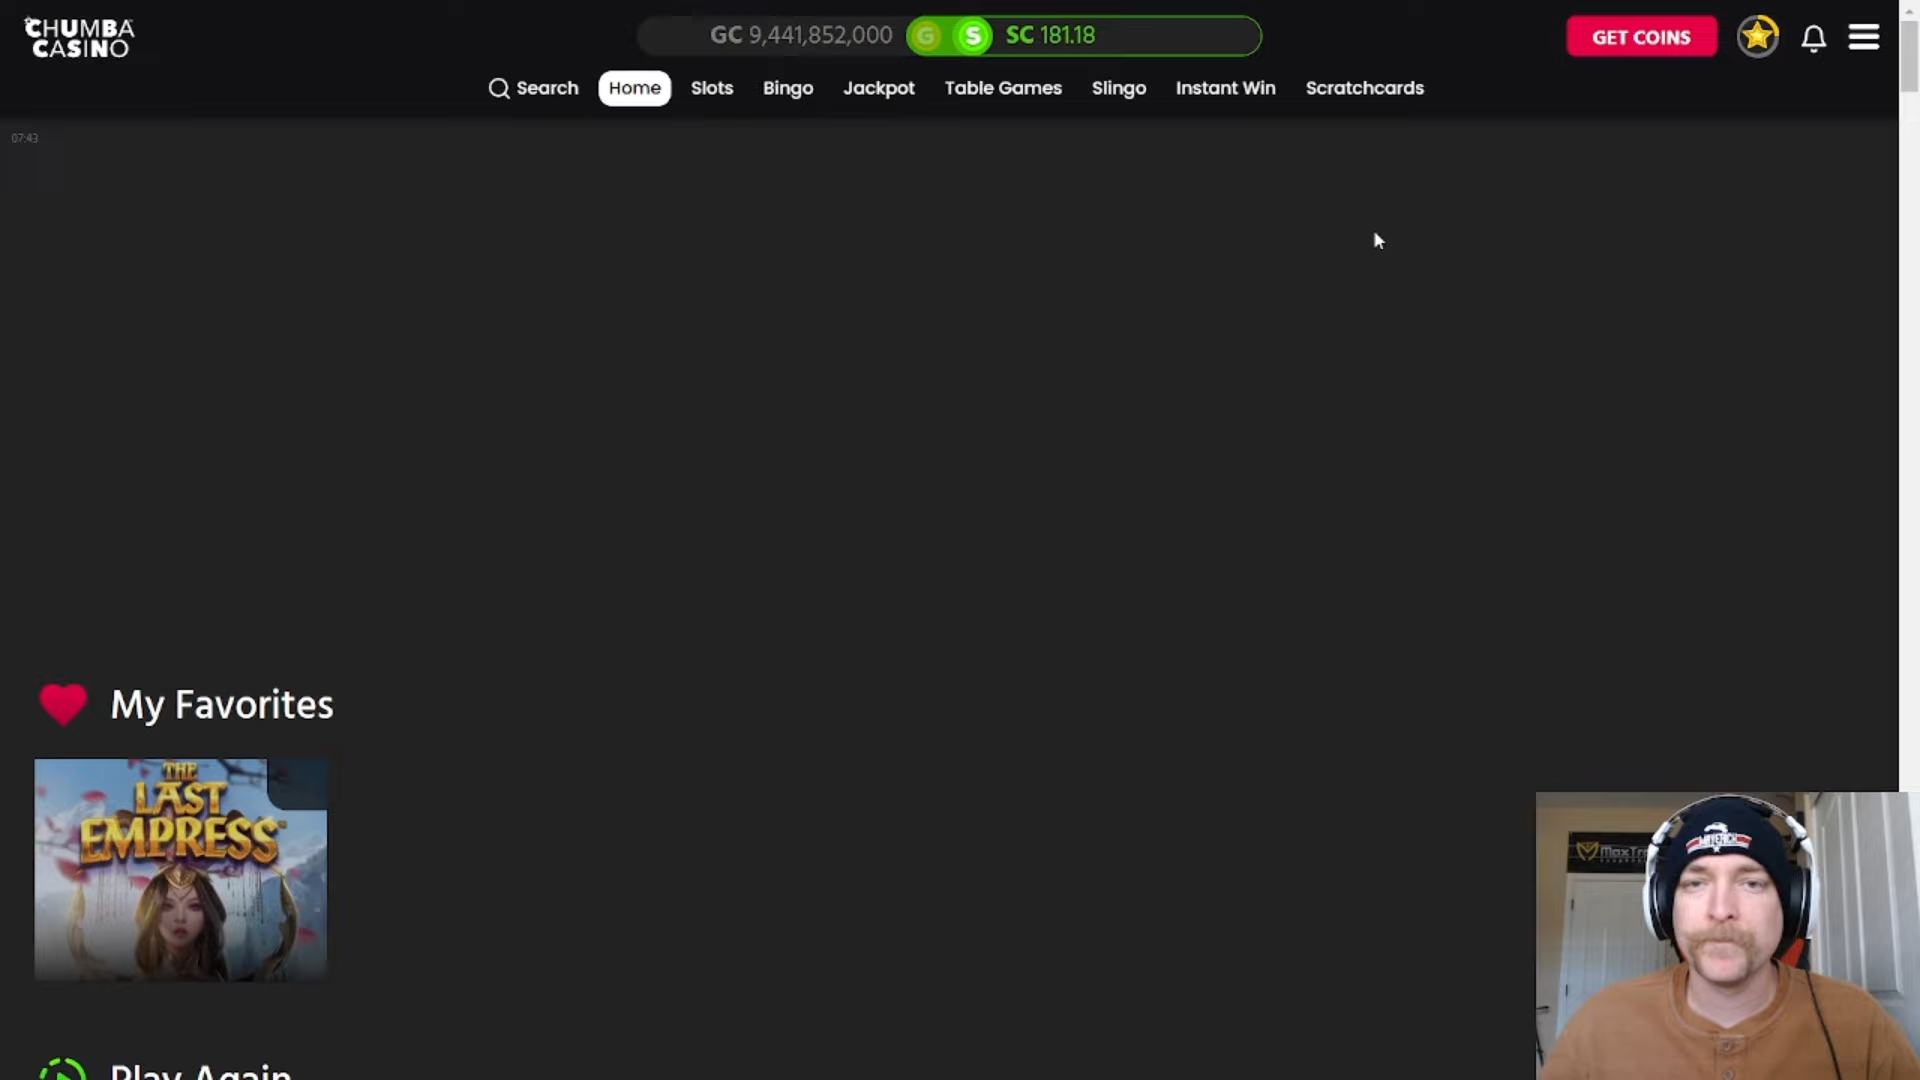 CHUMBA
CASINO
GC 9,441,852,000 G S SC 181.18
GET COINS
Search Home Slots Bingo Jackpot Table Games Slingo Instant Win Scratchcards
07:43
My Favorites
THE
LAST
EMPRESS
Play Again